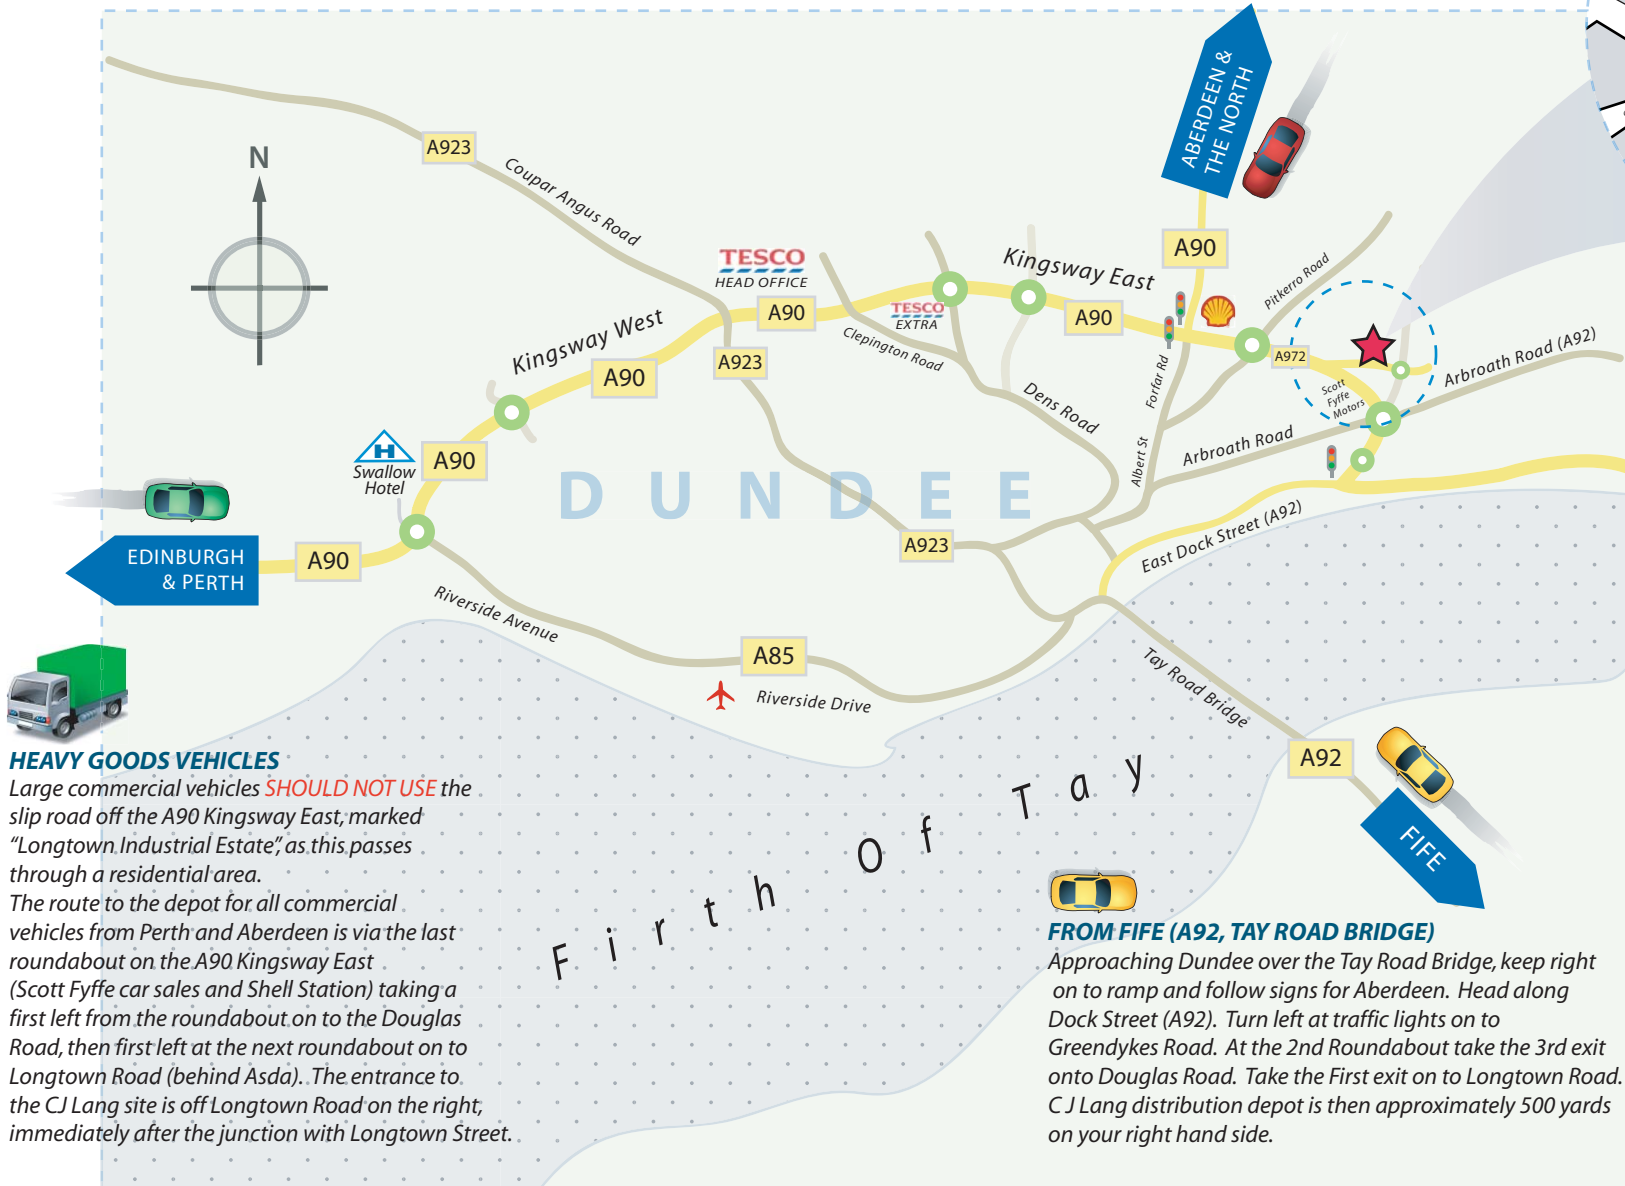 ABERDEEN &
THE NORTH
N
A923
Coupar Angus Road
A90
Kingsway East
Pitkerro Road
TESCO
HEAD OFFICE
A90
TESCO
EXTRA
A90
Kingsway West
Clepington Road
A923
A90
A972
Arbroath Road (A92)
Forfar Rd
Scott
Fyffe
Motors
Dens Road
Arbroath Road
Albert St
H
Swallow
Hotel
A90
DUNDEE
EDINBURGH
& PERTH
A90
A923
East Dock Street (A92)
Riverside Avenue
A85
Riverside Drive
Tay Road Bridge
A92
FIFE
Firth Of Tay
HEAVY GOODS VEHICLES
Large commercial vehicles SHOULD NOT USE the
slip road off the A90 Kingsway East, marked
“Longtown Industrial Estate”, as this passes
through a residential area.
The route to the depot for all commercial
vehicles from Perth and Aberdeen is via the last
roundabout on the A90 Kingsway East
(Scott Fyffe car sales and Shell Station) taking a
first left from the roundabout on to the Douglas
Road, then first left at the next roundabout on to
Longtown Road (behind Asda). The entrance to
the CJ Lang site is off Longtown Road on the right,
immediately after the junction with Longtown Street.
FROM FIFE (A92, TAY ROAD BRIDGE)
Approaching Dundee over the Tay Road Bridge, keep right
on to ramp and follow signs for Aberdeen. Head along
Dock Street (A92). Turn left at traffic lights on to
Greendykes Road. At the 2nd Roundabout take the 3rd exit
onto Douglas Road. Take the First exit on to Longtown Road.
C J Lang distribution depot is then approximately 500 yards
on your right hand side.